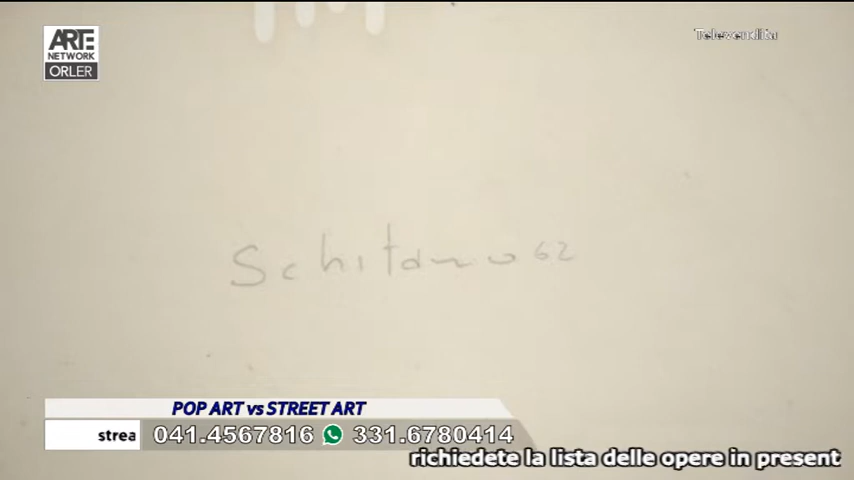 ARTE
NETWORK
ORLER
Televendita
Schifano 62
POP ART vs STREET ART
strea
041.4567816 331.6780414
richiedete la lista delle opere in present